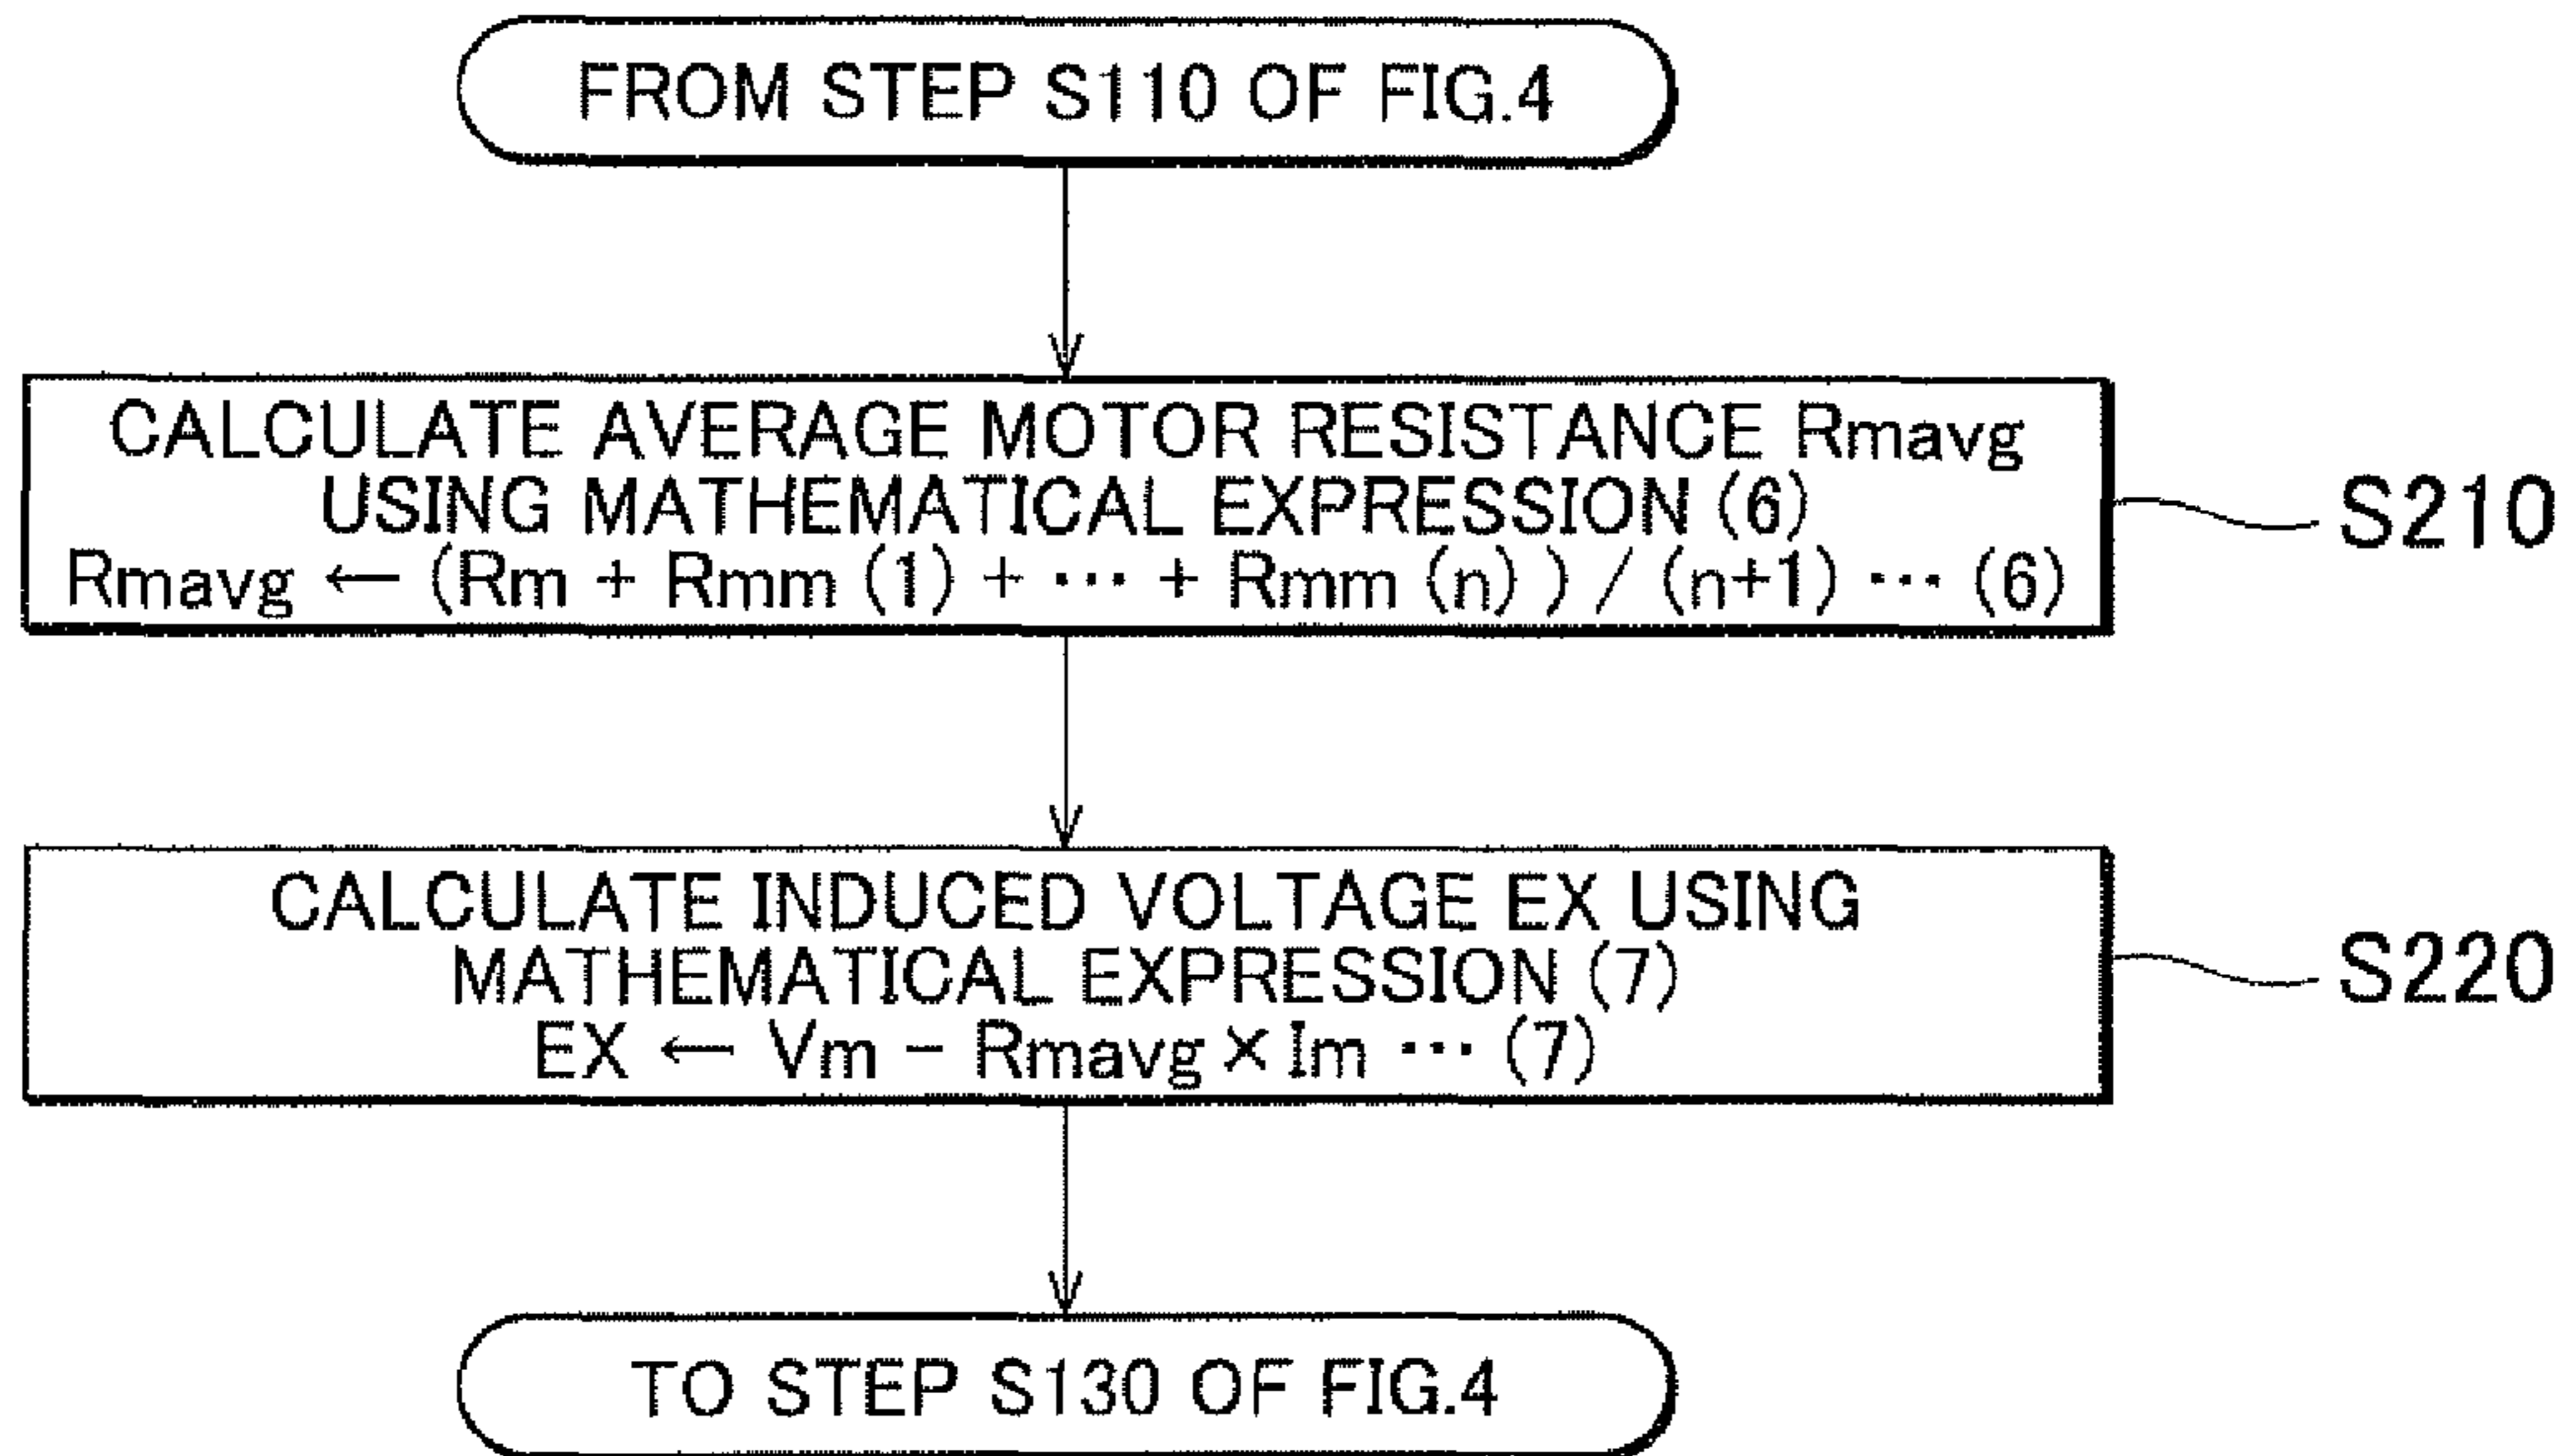 FROM STEP S110 OF FIG.4
CALCULATE AVERAGE MOTOR RESISTANCE Rmavg
USING MATHEMATICAL EXPRESSION (6)
Rmavg ← (Rm + Rmm (1) + ··· + Rmm (n) ) / (n+1) ··· (6)
S210
CALCULATE INDUCED VOLTAGE EX USING
MATHEMATICAL EXPRESSION (7)
EX ← Vm − Rmavg × Im ··· (7)
S220
TO STEP S130 OF FIG.4